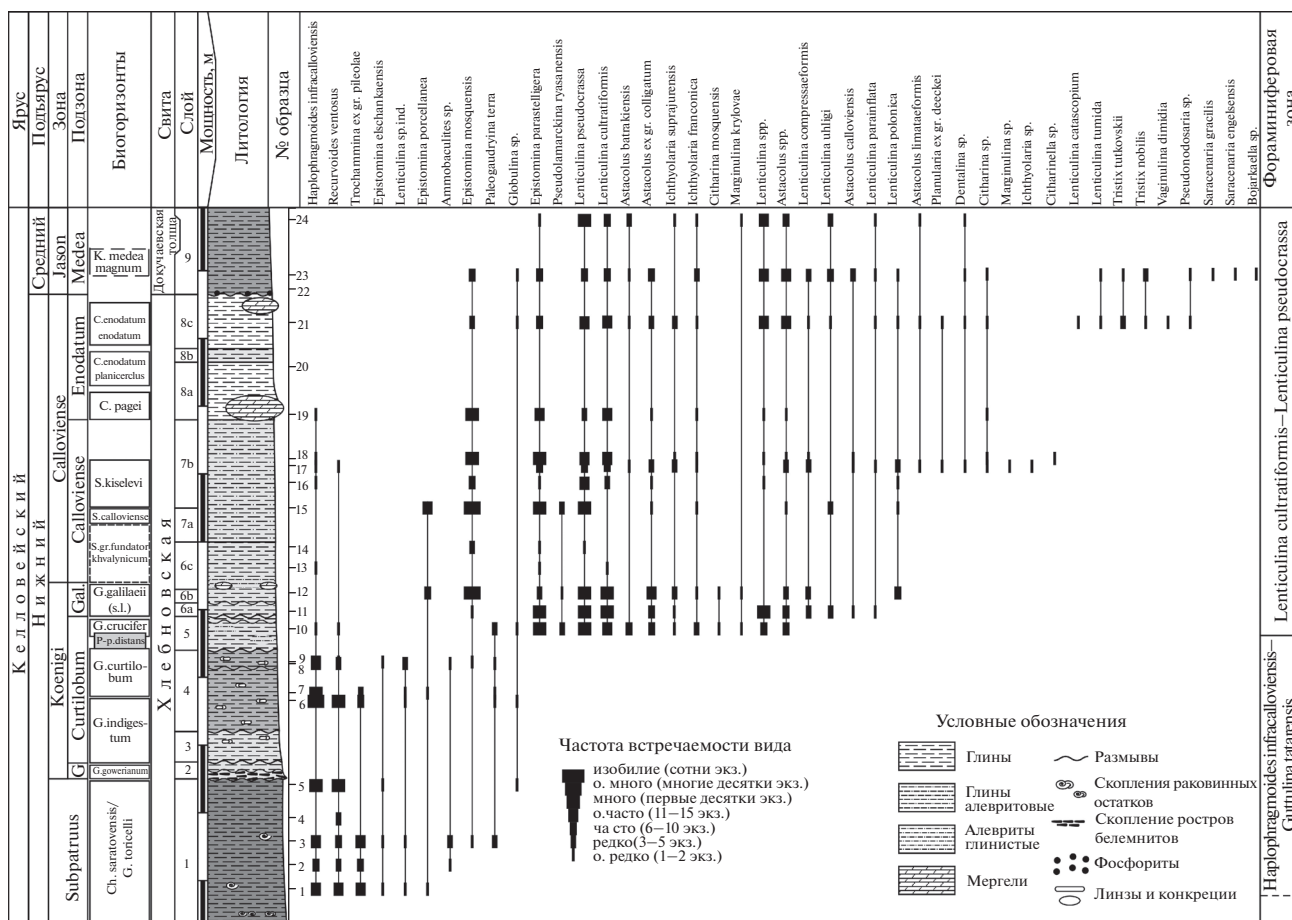 Ярус
Подъярус
Зона
Подзона
Биогоризонты
Свита
Слой
Мощность, м
Литология
№ образца
Haplophragmoides infracalloviensis
Recurvoides ventosus
Trochammina ex gr. pileolae
Epistomina elschankaensis
Lenticulina sp.ind.
Epistomina porcellanea
Ammobaculites sp.
Epistomina mosquensis
Paleogaudryina terra
Globulina sp.
Epistomina parastelligera
Pseudolamarckina ryasanensis
Lenticulina pseudocrassa
Lenticulina cultratiformis
Astacolus batrakiensis
Astacolus ex gr. colligatum
Ichthyolaria suprajurensis
Ichthyolaria franconica
Citharina mosquensis
Marginulina krylovae
Lenticulina spp.
Astacolus spp.
Lenticulina compressaeformis
Lenticulina uhligi
Astacolus calloviensis
Lenticulina parainflata
Lenticulina polonica
Astacolus limataeformis
Planularia ex gr. deeckei
Dentalina sp.
Citharina sp.
Marginulina sp.
Ichthyolaria sp.
Citharinella sp.
Lenticulina catascopium
Lenticulina tumida
Tristix tutkovskii
Tristix nobilis
Vaginulina dimidia
Pseudonodosaria sp.
Saracenaria gracilis
Saracenaria engelsensis
Bojarkaella sp.
Фораминиферовая
зона
Келловейский
Средний
Нижний
Jason
Calloviense
Koenigi
Subpatruus
Medea
Enodatum
Calloviense
Gal.
Curtilobum
G
K. medea
magnum
C.enodatum
enodatum
C.enodatum
planicerclus
C. pagei
S.kiselevi
S.calloviense
S.gr.fundator
khvalynicum
G.galilaeii
(s.l.)
G.crucifer
P-p.distans
G.curtilo-
bum
G.indiges-
tum
G.gowerianum
Ch. saratovensis/
G. toricelli
Докучаевская
толща
Хлебновская
9
8c
8b
8a
7b
7a
6c
6b
6a
5
4
3
2
1
24
23
22
21
20
19
18
17
16
15
14
13
12
11
10
9
8
7
6
5
4
3
2
1
Lenticulina cultratiformis—Lenticulina pseudocrassa
Haplophragmoides infracalloviensis—
Guttulina tatarensis
Частота встречаемости вида
изобилие (сотни экз.)
о. много (многие десятки экз.)
много (первые десятки экз.)
о.часто (11—15 экз.)
ча сто (6—10 экз.)
редко(3—5 экз.)
о. редко (1—2 экз.)
Условные обозначения
Глины
Глины
алевритовые
Алевриты
глинистые
Мергели
Размывы
Скопления раковинных
остатков
Скопление ростров
белемнитов
Фосфориты
Линзы и конкреции